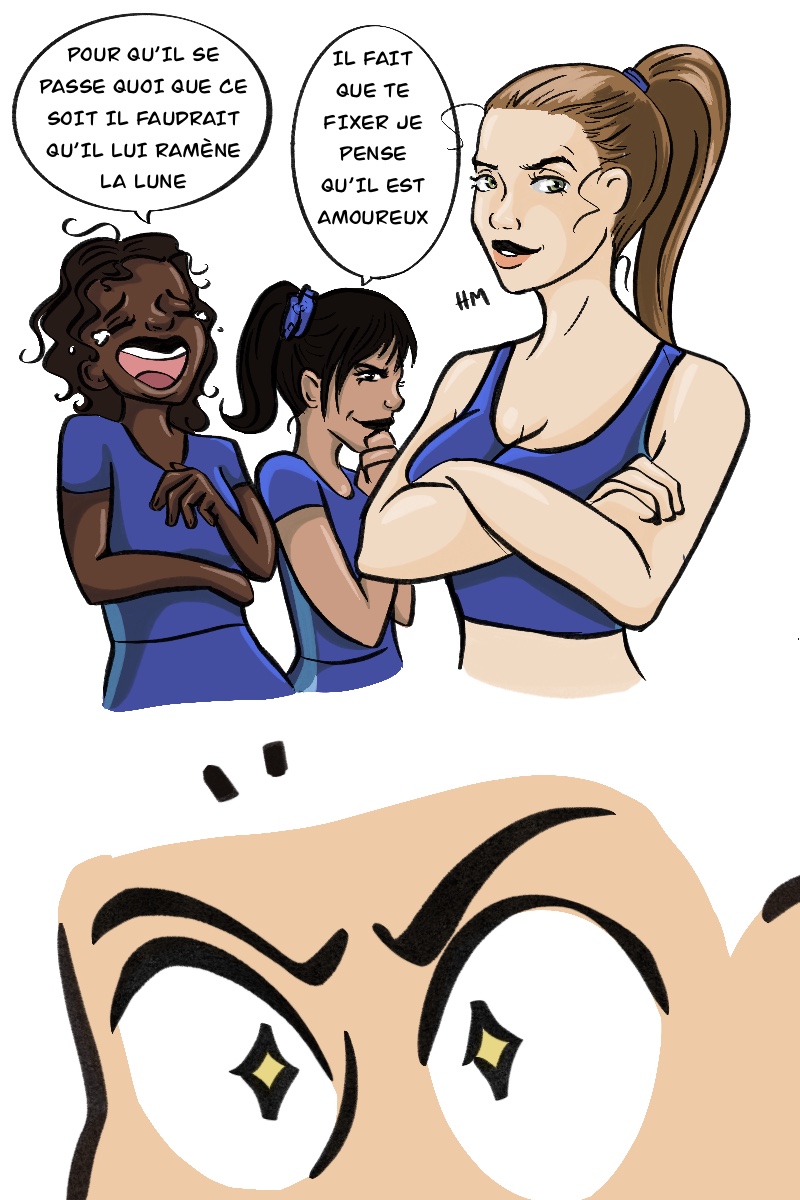 POUR QU'IL SE
PASSE QUOI QUE CE
SOIT IL FAUDRAIT
QU'IL LUI RAMÈNE
LA LUNE
IL FAIT
QUE TE
FIXER JE
PENSE
QU'IL EST
AMOUREUX
HM